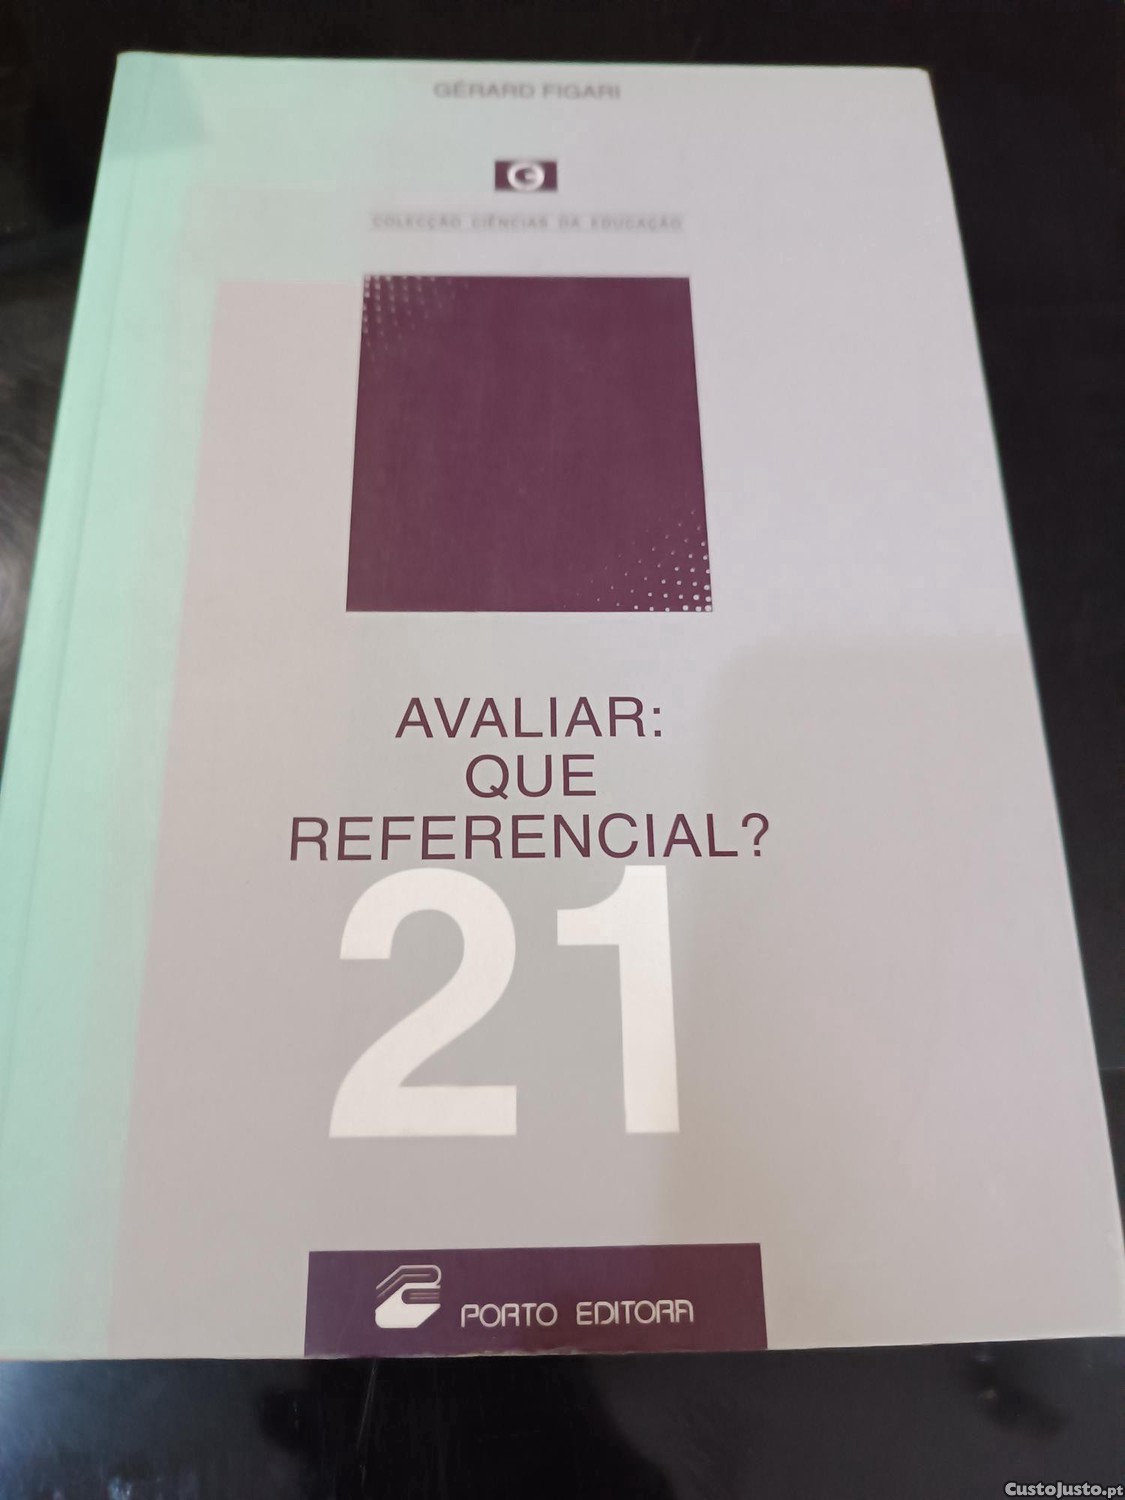 GÉRARD FIGARI
COLECÇÃO CIÊNCIAS DA EDUCAÇÃO
AVALIAR:
QUE
REFERENCIAL?
21
PORTO EDITORA
CustoJusto.pt